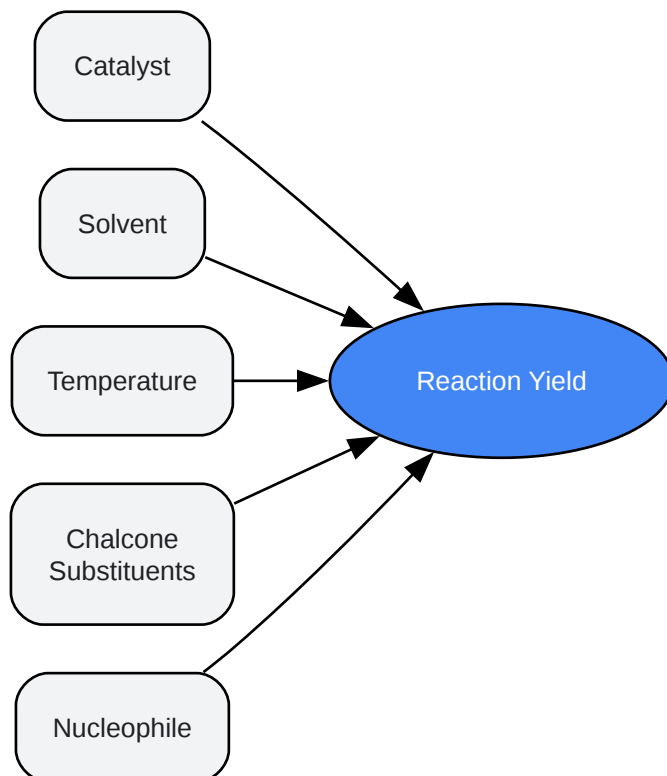 Catalyst
Solvent
Temperature
Reaction Yield
Chalcone
Substituents
Nucleophile